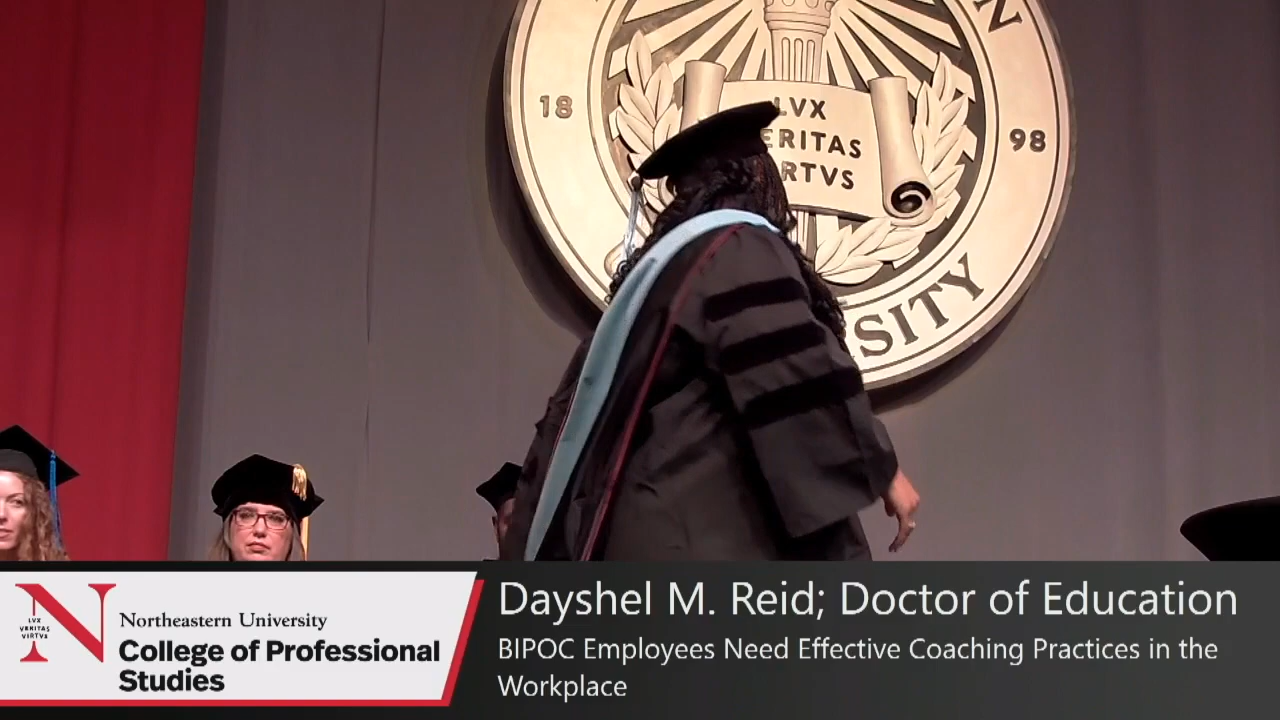 N
18
98
LVX
ERITAS
RTVS
SITY
LVX
VERITAS
VIRTVS
N
Northeastern University
College of Professional
Studies
Dayshel M. Reid; Doctor of Education
BIPOC Employees Need Effective Coaching Practices in the
Workplace